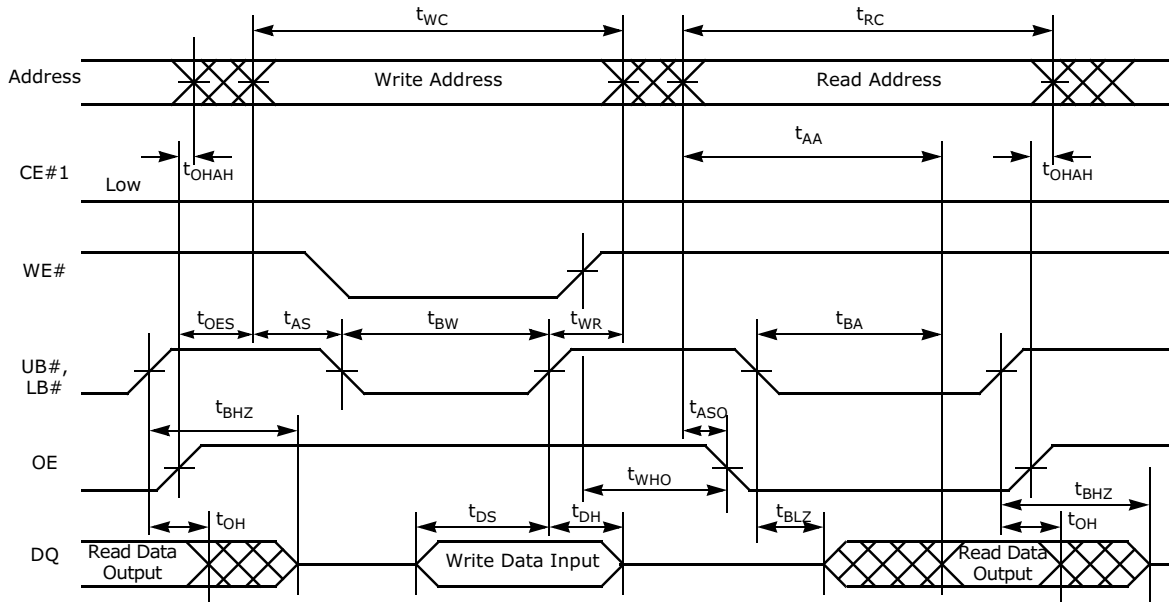 tWC
tRC
Address
Write Address
Read Address
tAA
CE#1
tOHAH
tOHAH
Low
WE#
tOES
tAS
tBW
tWR
tBA
UB#,
LB#
tBHZ
tASO
OE
tWHO
tBHZ
tDS
tDH
tBLZ
tOH
tOH
DQ
Read Data
Output
Write Data Input
Read Data
Output